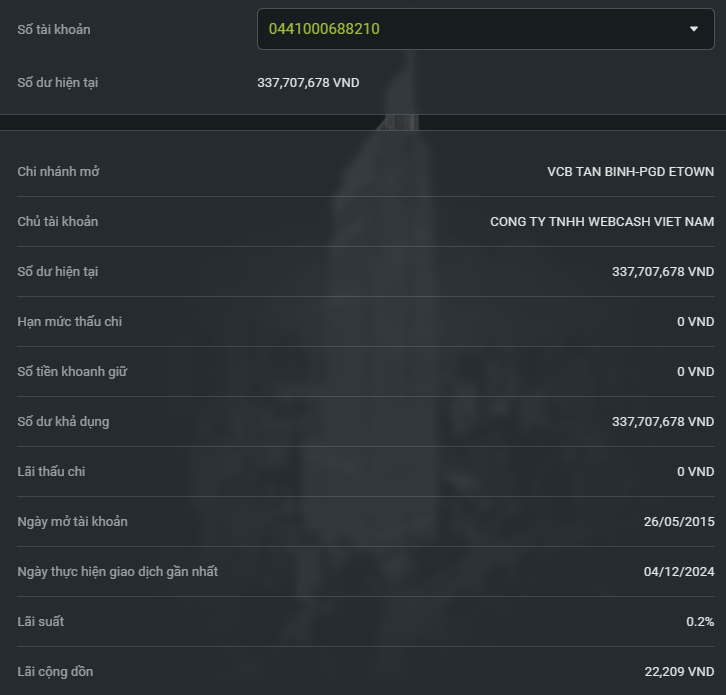 Số tài khoản
0441000688210
Số dư hiện tại
337,707,678 VND
Chi nhánh mở
VCB TAN BINH-PGD ETOWN
Chủ tài khoản
CONG TY TNHH WEBCASH VIET NAM
Số dư hiện tại
337,707,678 VND
Hạn mức thấu chi
0 VND
Số tiền khoanh giữ
0 VND
Số dư khả dụng
337,707,678 VND
Lãi thấu chi
0 VND
Ngày mở tài khoản
26/05/2015
Ngày thực hiện giao dịch gần nhất
04/12/2024
Lãi suất
0.2%
Lãi cộng dồn
22,209 VND